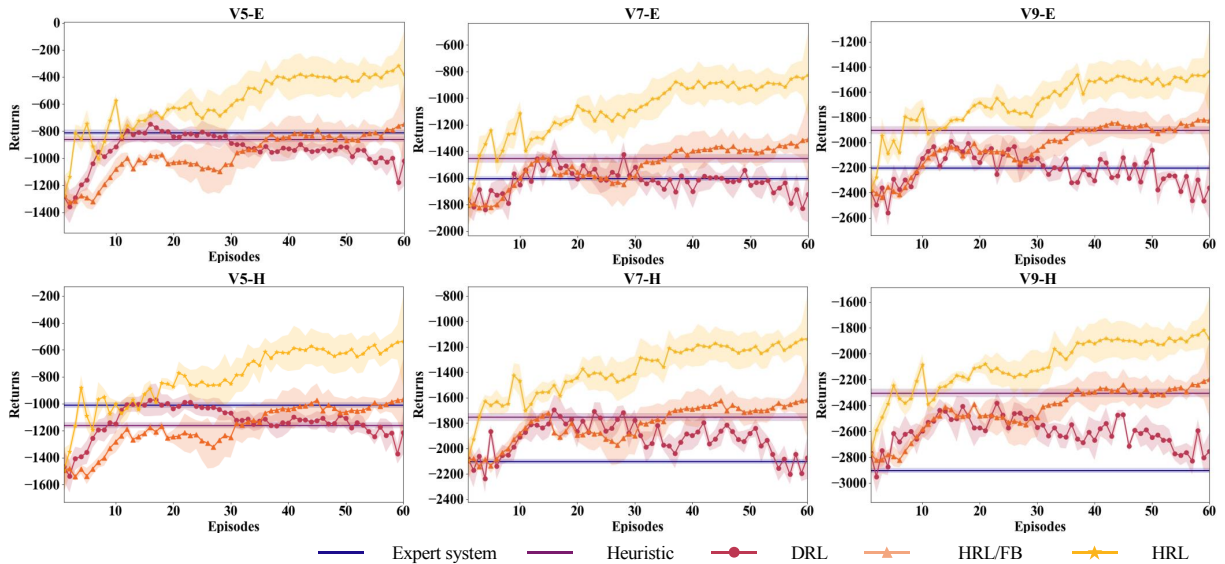 V5-E
V7-E
V9-E
Returns
0
−200
−400
−600
−800
−1000
−1200
−1400
10 20 30 40 50 60
Episodes
Returns
−600
−800
−1000
−1200
−1400
−1600
−1800
−2000
10 20 30 40 50 60
Episodes
Returns
−1200
−1400
−1600
−1800
−2000
−2200
−2400
−2600
10 20 30 40 50 60
Episodes
V5-H
V7-H
V9-H
Returns
−200
−400
−600
−800
−1000
−1200
−1400
−1600
10 20 30 40 50 60
Episodes
Returns
−800
−1000
−1200
−1400
−1600
−1800
−2000
−2200
−2400
10 20 30 40 50 60
Episodes
Returns
−1600
−1800
−2000
−2200
−2400
−2600
−2800
−3000
10 20 30 40 50 60
Episodes
Expert system Heuristic DRL HRL/FB HRL